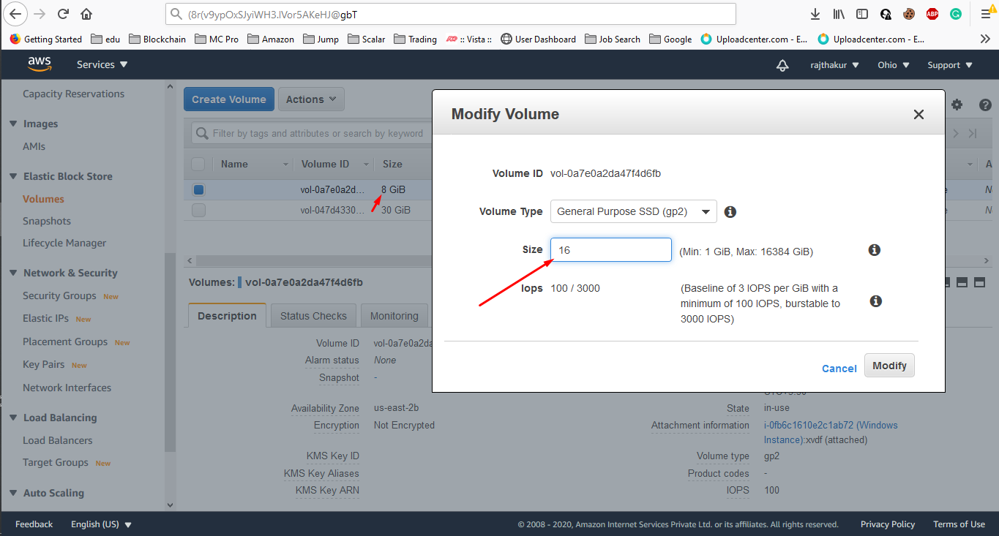 (8r(v9ypOxSJyiWH3.lVor5AKeHJ@gbT
ABP
Getting Started edu Blockchain MC Pro Amazon Jump Scalar Trading :: Vista :: User Dashboard Job Search Google Uploadcenter.com - E... Uploadcenter.com - E...
aws Services rajthakur Ohio Support
Capacity Reservations
Images
AMIs
Elastic Block Store
Volumes
Snapshots
Lifecycle Manager
Network & Security
Security Groups New
Elastic IPs New
Placement Groups New
Key Pairs New
Network Interfaces
Load Balancing
Load Balancers
Target Groups New
Auto Scaling
Create Volume Actions
Filter by tags and attributes or search by keyword
Name Volume ID Size A
vol-0a7e0a2d... 8 GiB
vol-047d4330... 30 GiB
Modify Volume
Volume ID vol-0a7e0a2da47f4d6fb
Volume Type General Purpose SSD (gp2)
Size 16 (Min: 1 GiB, Max: 16384 GiB)
Iops 100 / 3000 (Baseline of 3 IOPS per GiB with a
minimum of 100 IOPS, burstable to
3000 IOPS)
Cancel Modify
Volumes: vol-0a7e0a2da47f4d6fb
Description Status Checks Monitoring
Volume ID vol-0a7e0a2da
Alarm status None
Snapshot -
Availability Zone us-east-2b
Encryption Not Encrypted
KMS Key ID
KMS Key Aliases
KMS Key ARN
State in-use
Attachment information i-0fb6c1610e2c1ab72 (Windows
Instance):xvdf (attached)
Volume type gp2
Product codes -
IOPS 100
Feedback English (US) © 2008 - 2020, Amazon Internet Services Private Ltd. or its affiliates. All rights reserved. Privacy Policy Terms of Use